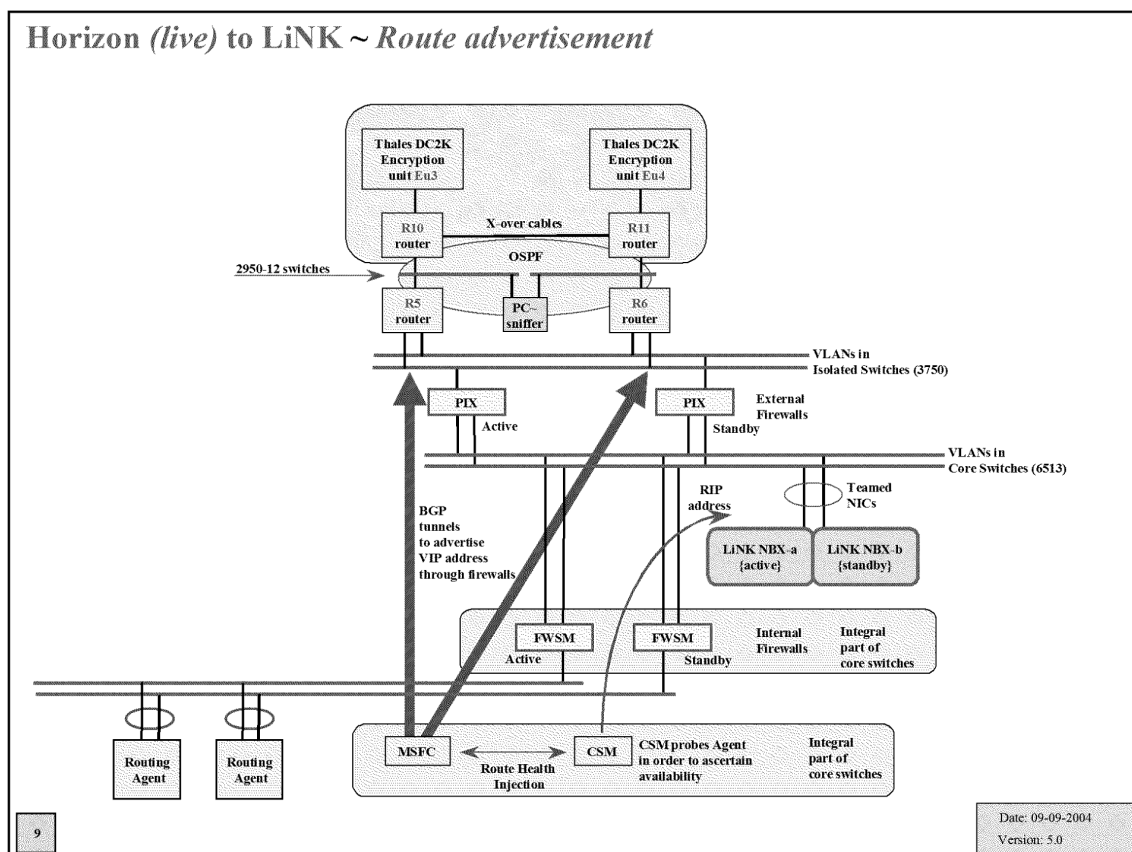 Horizon (live) to LiNK ~ Route advertisement
Thales DC2K
Encryption
unit Eu3
Thales DC2K
Encryption
unit Eu4
X-over cables
R10
router
R11
router
OSPF
2950-12 switches
R5
router
PC~
sniffer
R6
router
VLANs in
Isolated Switches (3750)
PIX
Active
PIX
Standby
External
Firewalls
VLANs in
Core Switches (6513)
RIP
address
Teamed
NICs
BGP
tunnels
to advertise
VIP address
through firewalls
LiNK NBX-a
{active}
LiNK NBX-b
{standby}
FWSM
Active
FWSM
Standby
Internal
Firewalls
Integral
part of
core switches
Routing
Agent
Routing
Agent
MSFC
Route Health
Injection
CSM
CSM probes Agent
in order to ascertain
availability
Integral
part of
core switches
9
Date: 09-09-2004
Version: 5.0